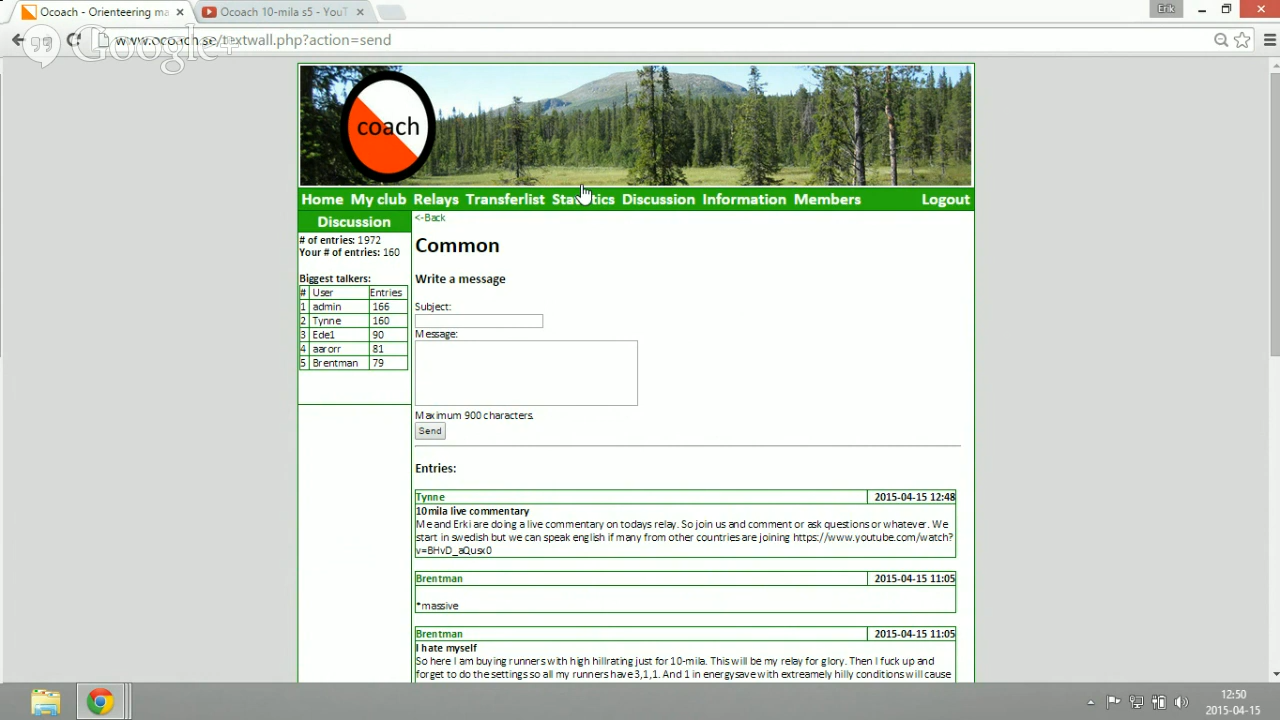 Ocoach - Orienteering ma
Ocoach 10-mila s5 - YouT
Erik
www.ocoach.se/textwall.php?action=send
Google+
coach
Home My club Relays Transferlist Statistics Discussion Information Members Logout
Discussion
# of entries: 1972
Your # of entries: 160
Biggest talkers:
# User Entries
1 admin 166
2 Tynne 160
3 Ede1 90
4 aarorr 81
5 Brentman 79
<-Back
Common
Write a message
Subject:
Message:
Maximum 900 characters.
Send
Entries:
Tynne 2015-04-15 12:48
10mila live commentary
Me and Erki are doing a live commentary on todays relay. So join us and comment or ask questions or whatever. We
start in swedish but we can speak english if many from other countries are joining https://www.youtube.com/watch?
v=BHvD_aQusx0
Brentman 2015-04-15 11:05
*massive
Brentman 2015-04-15 11:05
I hate myself
So here I am buying runners with high hillrating just for 10-mila. This will be my relay for glory. Then I fuck up and
forget to do the settings so all my runners have 3,1,1. And 1 in energysave with extreamely hilly conditions will cause
12:50
2015-04-15